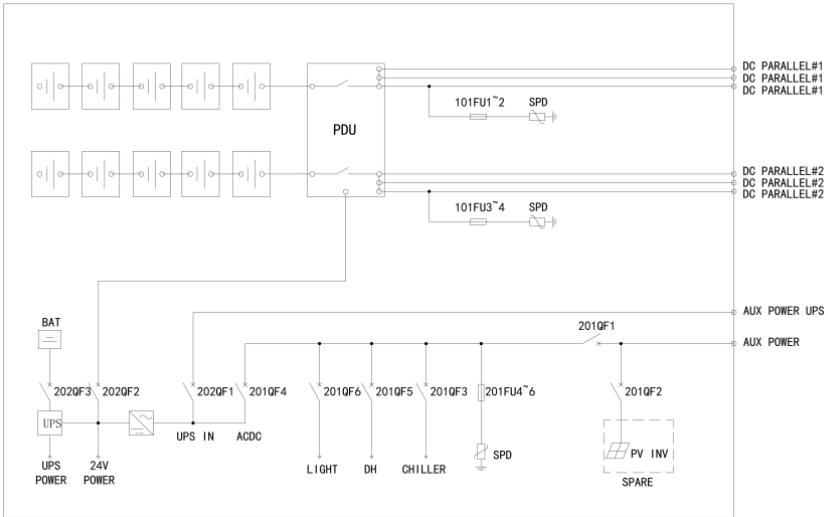 DC PARALLEL#1
DC PARALLEL#1
DC PARALLEL#1
101FU1~2 SPD
PDU
DC PARALLEL#2
DC PARALLEL#2
DC PARALLEL#2
101FU3~4 SPD
AUX POWER UPS
BAT
201QF1
AUX POWER
202QF3 202QF2 202QF1 201QF4 201QF6 201QF5 201QF3 201FU4~6 201QF2
UPS
UPS IN ACDC
UPS POWER
24V POWER
LIGHT DH CHILLER SPD
PV INV
SPARE